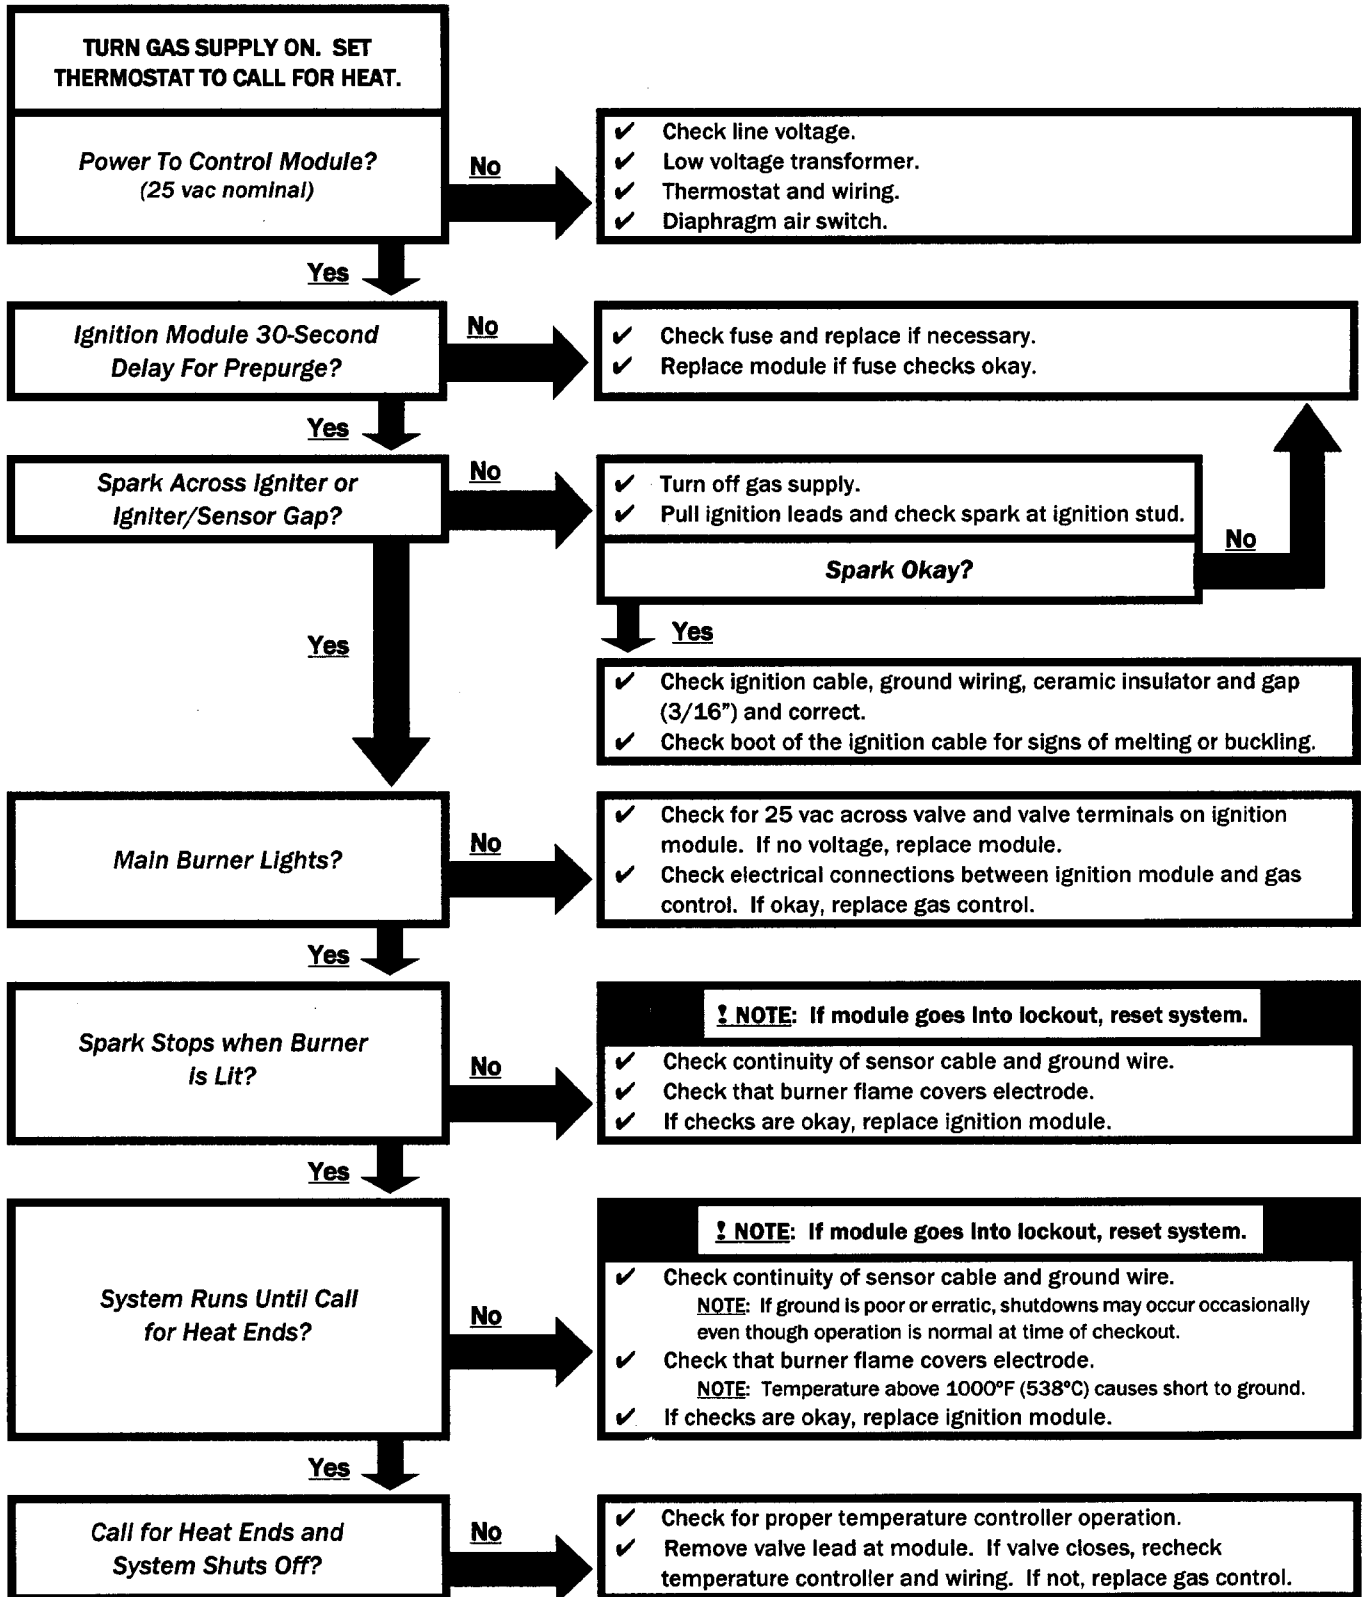 TURN GAS SUPPLY ON. SET
THERMOSTAT TO CALL FOR HEAT.
Power To Control Module?
(25 vac nominal)
No
✔ Check line voltage.
✔ Low voltage transformer.
✔ Thermostat and wiring.
✔ Diaphragm air switch.
Yes
Ignition Module 30-Second
Delay For Prepurge?
No
✔ Check fuse and replace if necessary.
✔ Replace module if fuse checks okay.
Yes
Spark Across Igniter or
Igniter/Sensor Gap?
No
✔ Turn off gas supply.
✔ Pull ignition leads and check spark at ignition stud.
Spark Okay?
No
Yes
Yes
✔ Check ignition cable, ground wiring, ceramic insulator and gap
(3/16") and correct.
✔ Check boot of the ignition cable for signs of melting or buckling.
Main Burner Lights?
No
✔ Check for 25 vac across valve and valve terminals on ignition
module. If no voltage, replace module.
✔ Check electrical connections between ignition module and gas
control. If okay, replace gas control.
Yes
Spark Stops when Burner
is Lit?
No
! NOTE: If module goes into lockout, reset system.
✔ Check continuity of sensor cable and ground wire.
✔ Check that burner flame covers electrode.
✔ If checks are okay, replace ignition module.
Yes
System Runs Until Call
for Heat Ends?
No
! NOTE: If module goes into lockout, reset system.
✔ Check continuity of sensor cable and ground wire.
NOTE: If ground is poor or erratic, shutdowns may occur occasionally
even though operation is normal at time of checkout.
✔ Check that burner flame covers electrode.
NOTE: Temperature above 1000°F (538°C) causes short to ground.
✔ If checks are okay, replace ignition module.
Yes
Call for Heat Ends and
System Shuts Off?
No
✔ Check for proper temperature controller operation.
✔ Remove valve lead at module. If valve closes, recheck
temperature controller and wiring. If not, replace gas control.